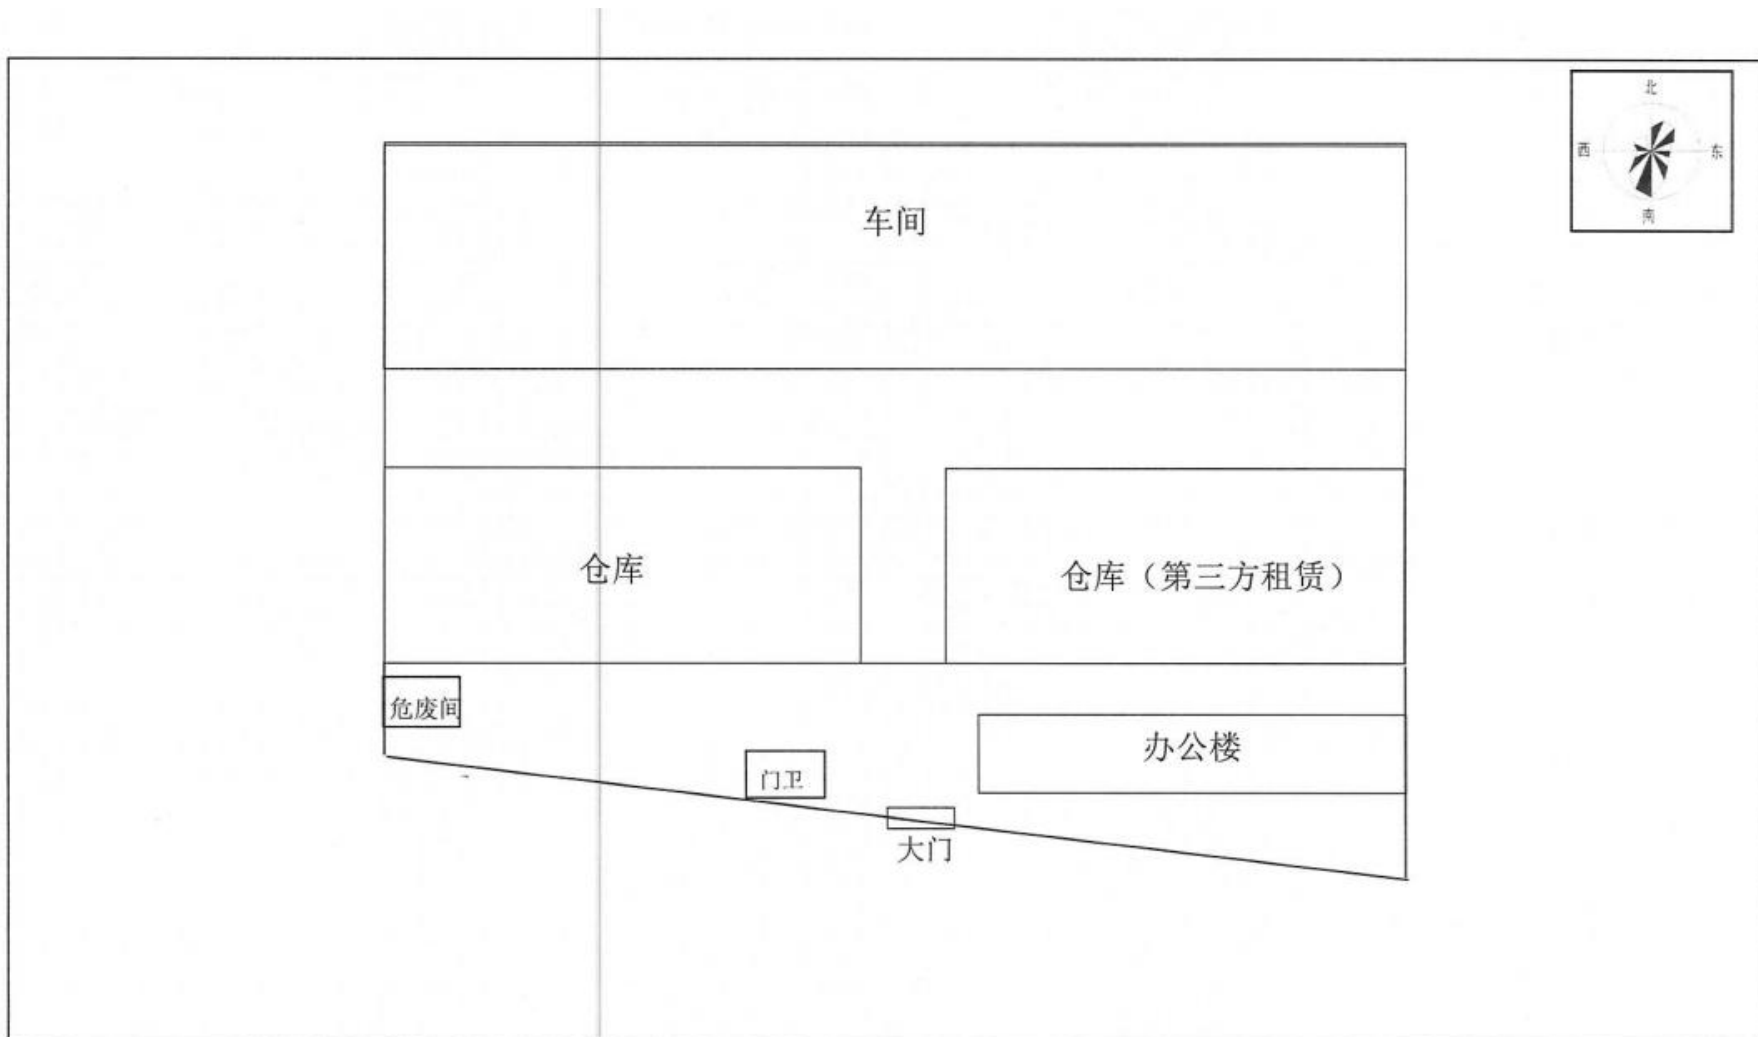 北
西
东
南
车间
仓库
仓库（第三方租赁）
危废间
办公楼
门卫
大门